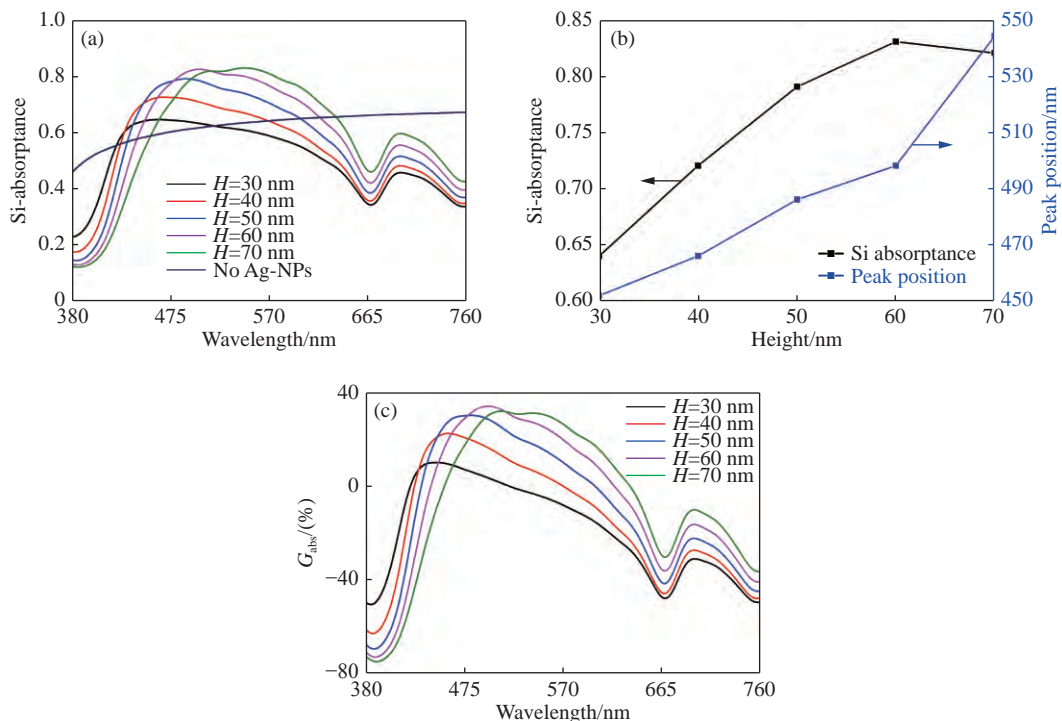 (a)
1.0
0.8
0.6
0.4
0.2
0
Si-absorptance
H=30 nm
H=40 nm
H=50 nm
H=60 nm
H=70 nm
No Ag-NPs
380
475
570
665
760
Wavelength/nm
(b)
0.85
0.80
0.75
0.70
0.65
0.60
Si-absorptance
Si absorptance
Peak position
550
530
510
490
466
450
Peak position/nm
30
40
50
60
70
Height/nm
(c)
40
0
−40
−80
Gabs/(%)
H=30 nm
H=40 nm
H=50 nm
H=60 nm
H=70 nm
380
475
570
665
760
Wavelength/nm